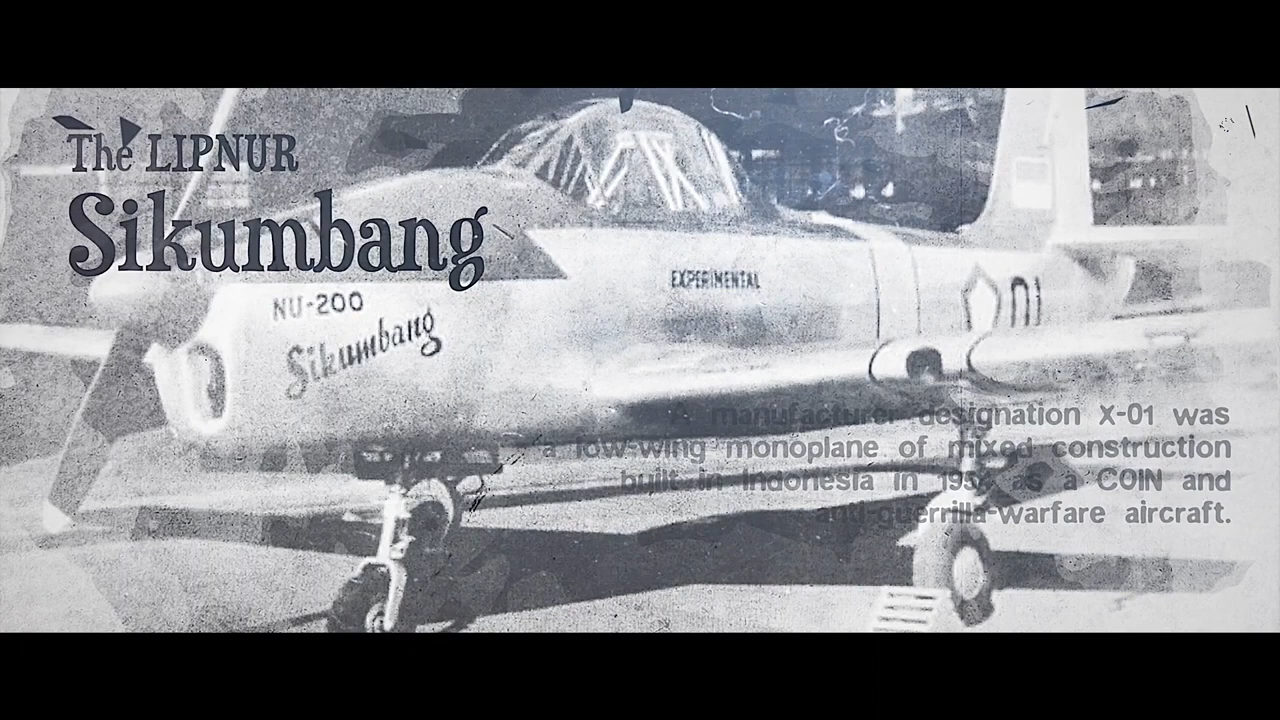 The LIPNUR
Sikumbang
NU-200
Sikumbang
EXPERIMENTAL
01
A manufacturer designation X-01 was
a low-wing monoplane of mixed construction
built in Indonesia in 1954 as a COIN and
anti-guerrilla-warfare aircraft.